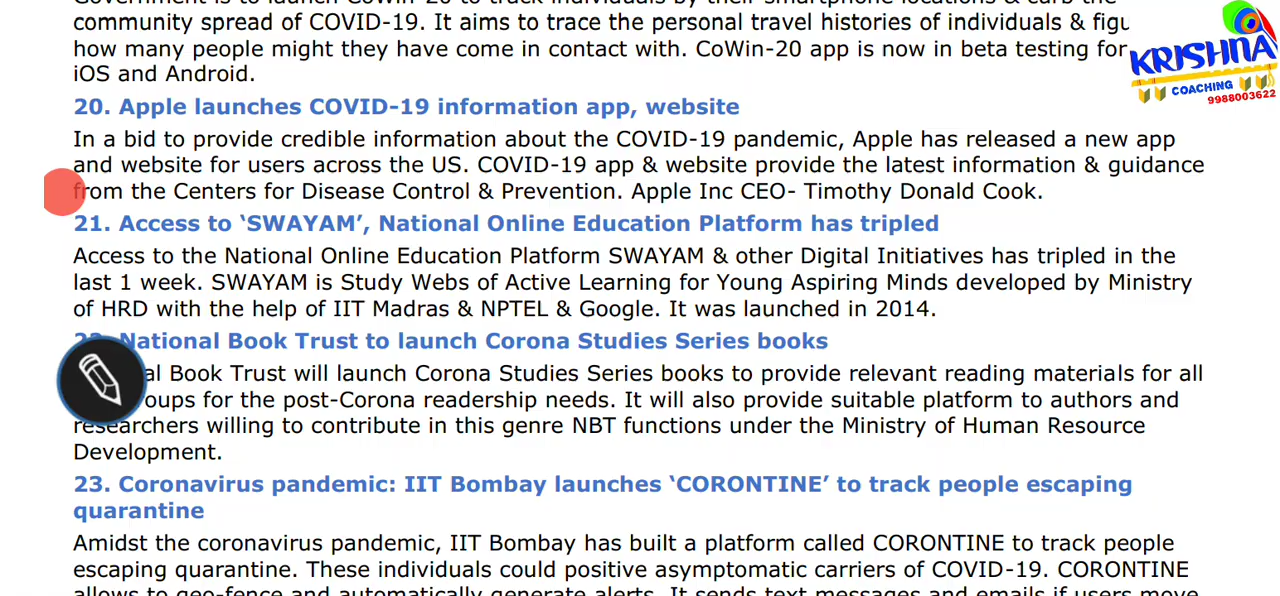 community spread of COVID-19. It aims to trace the personal travel histories of individuals &
how many people might they have come in contact with. CoWin-20 app is now in beta testing for
iOS and Android.
KRISHNA
COACHING
9988003622
20. Apple launches COVID-19 information app, website
In a bid to provide credible information about the COVID-19 pandemic, Apple has released a new app
and website for users across the US. COVID-19 app & website provide the latest information & guidance
from the Centers for Disease Control & Prevention. Apple Inc CEO- Timothy Donald Cook.
21. Access to ‘SWAYAM’, National Online Education Platform has tripled
Access to the National Online Education Platform SWAYAM & other Digital Initiatives has tripled in the
last 1 week. SWAYAM is Study Webs of Active Learning for Young Aspiring Minds developed by Ministry
of HRD with the help of IIT Madras & NPTEL & Google. It was launched in 2014.
22. National Book Trust to launch Corona Studies Series books
Book Trust will launch Corona Studies Series books to provide relevant reading materials for all
for the post-Corona readership needs. It will also provide suitable platform to authors and
researchers willing to contribute in this genre NBT functions under the Ministry of Human Resource
Development.
23. Coronavirus pandemic: IIT Bombay launches ‘CORONTINE’ to track people escaping
quarantine
Amidst the coronavirus pandemic, IIT Bombay has built a platform called CORONTINE to track people
escaping quarantine. These individuals could positive asymptomatic carriers of COVID-19. CORONTINE
allows to geo-fence and automatically generate alerts. It sends text messages and emails if users move